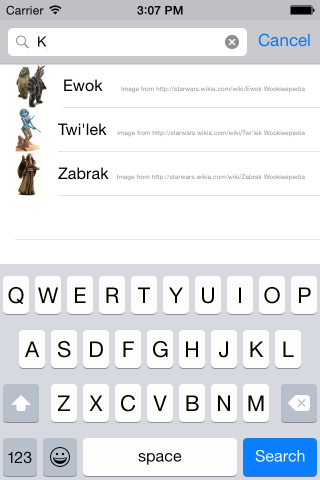 Carrier 3:07 PM
K Cancel
Ewok Image from http://starwars.wikia.com/wiki/Ewok Wookieepedia
Twi'lek Image from http://starwars.wikia.com/wiki/Twi'lek Wookieepedia
Zabrak Image from http://starwars.wikia.com/wiki/Zabrak Wookieepedia
Q W E R T Y U I O P
A S D F G H J K L
Z X C V B N M
123 space Search